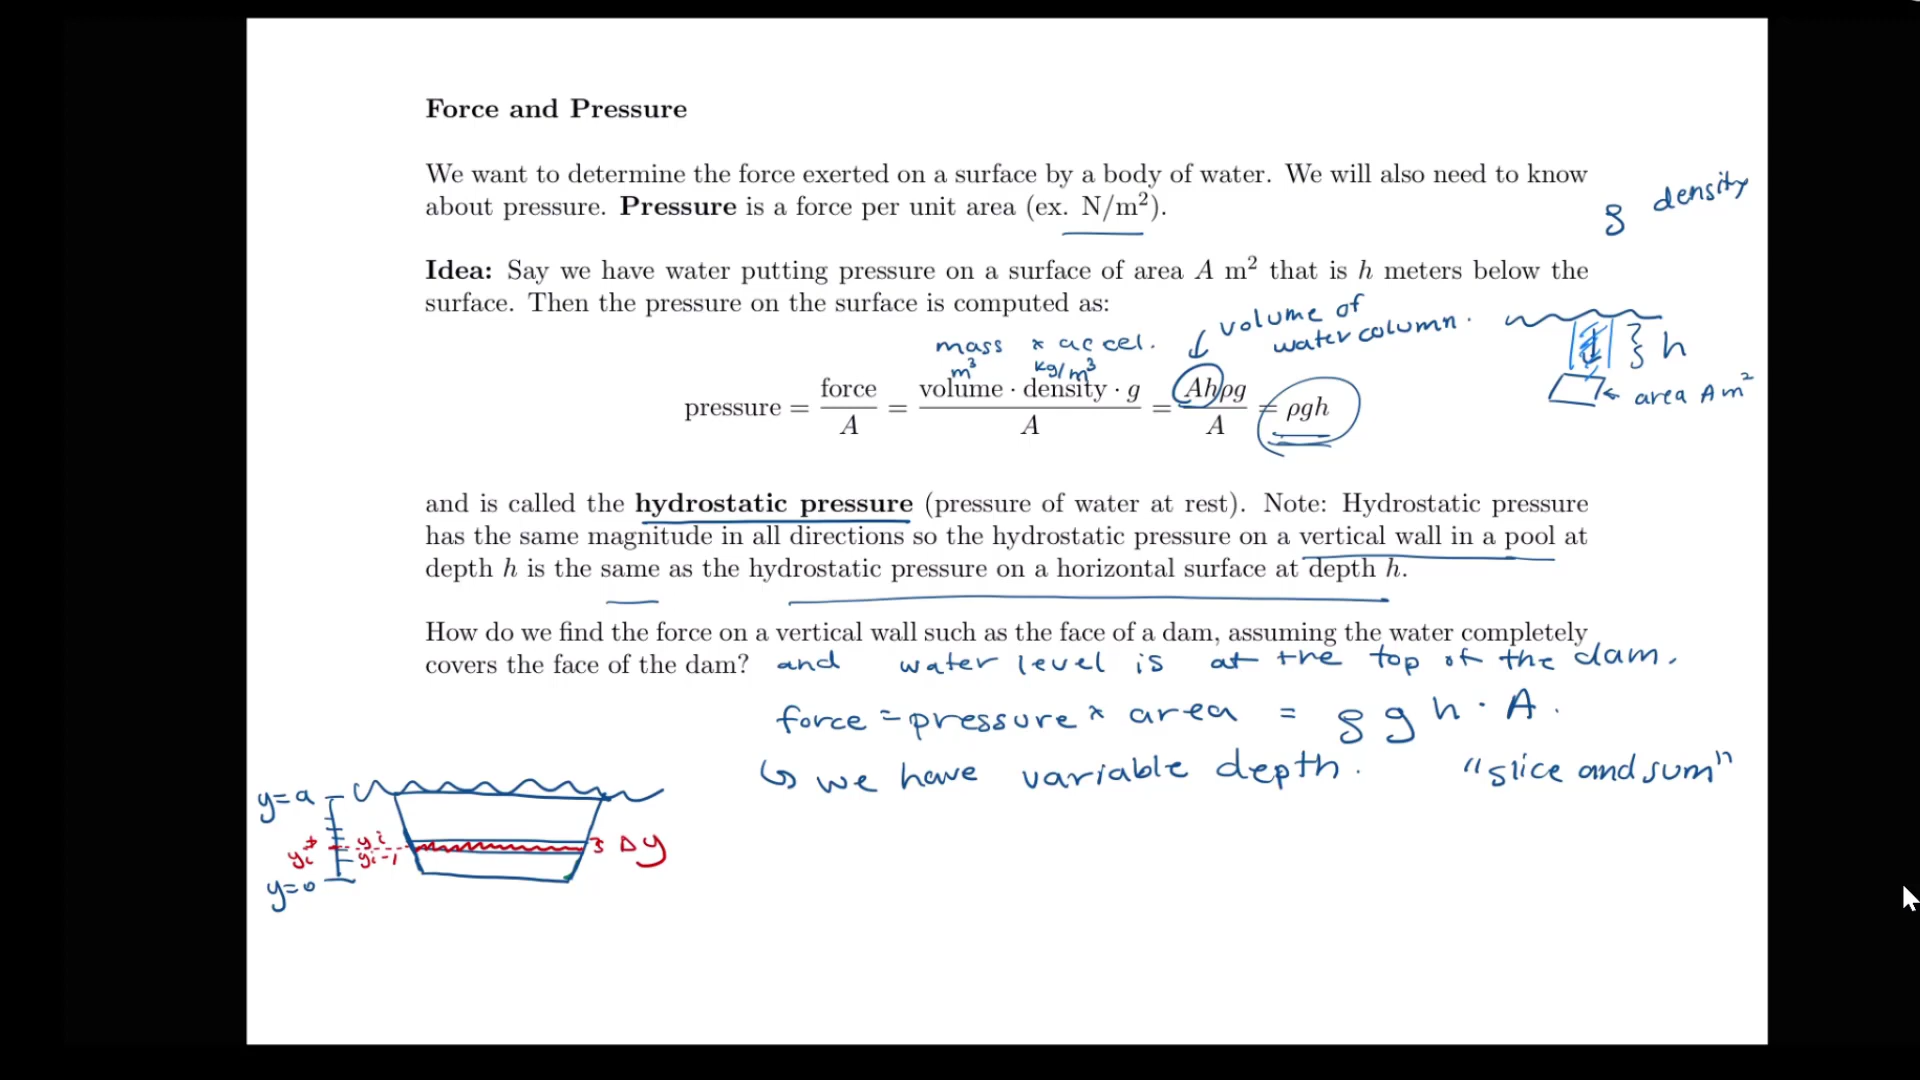 Force and Pressure
We want to determine the force exerted on a surface by a body of water. We will also need to know
about pressure. Pressure is a force per unit area (ex. N/m²).
ρ density
Idea: Say we have water putting pressure on a surface of area A m² that is h meters below the
surface. Then the pressure on the surface is computed as:
volume of
water column.
mass × accel.
m³ kg/m³
pressure = force/A = volume · density · g/A = Ahρg/A = ρgh
h
← area A m²
and is called the hydrostatic pressure (pressure of water at rest). Note: Hydrostatic pressure
has the same magnitude in all directions so the hydrostatic pressure on a vertical wall in a pool at
depth h is the same as the hydrostatic pressure on a horizontal surface at depth h.
How do we find the force on a vertical wall such as the face of a dam, assuming the water completely
covers the face of the dam? and water level is at the top of the dam.
force = pressure × area = ρ g h · A.
↳ we have variable depth. "slice and sum"
y=a
yᵢ* yᵢ
yᵢ₋₁
Δy
y=0